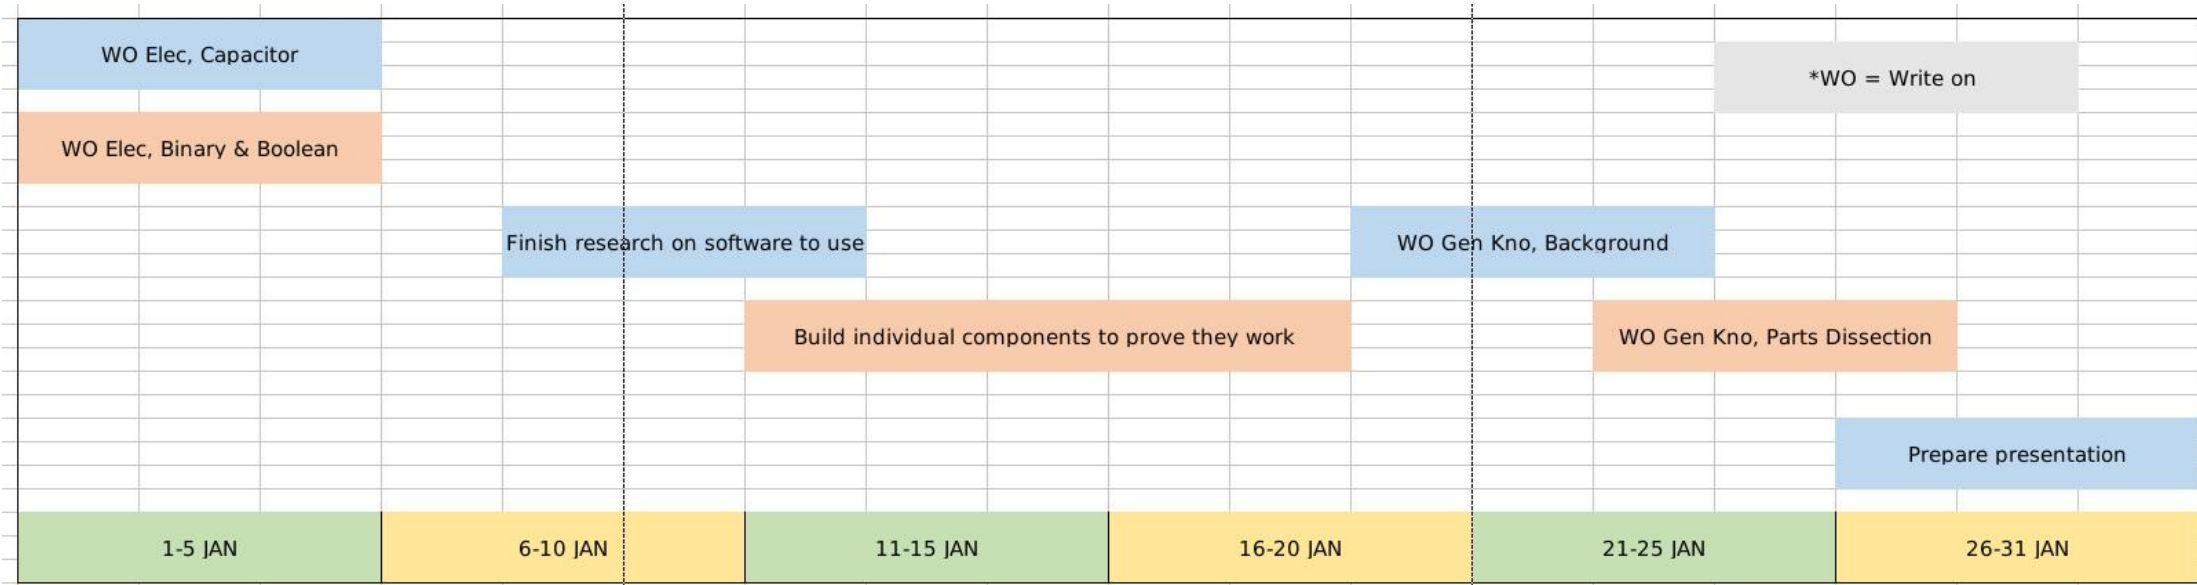 WO Elec, Capacitor
*WO = Write on
WO Elec, Binary & Boolean
Finish research on software to use
WO Gen Kno, Background
Build individual components to prove they work
WO Gen Kno, Parts Dissection
Prepare presentation
1-5 JAN
6-10 JAN
11-15 JAN
16-20 JAN
21-25 JAN
26-31 JAN